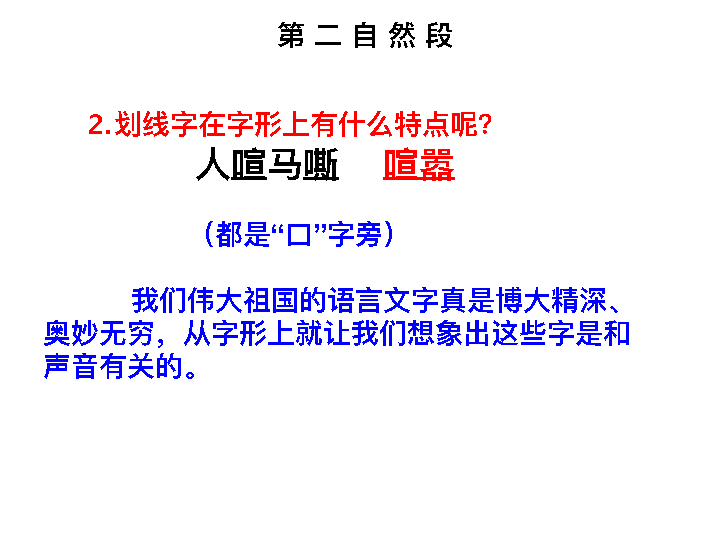 第二自然段
2.划线字在字形上有什么特点呢?
人喧马嘶 喧嚣
（都是“口”字旁）
我们伟大祖国的语言文字真是博大精深、
奥妙无穷，从字形上就让我们想象出这些字是和
声音有关的。